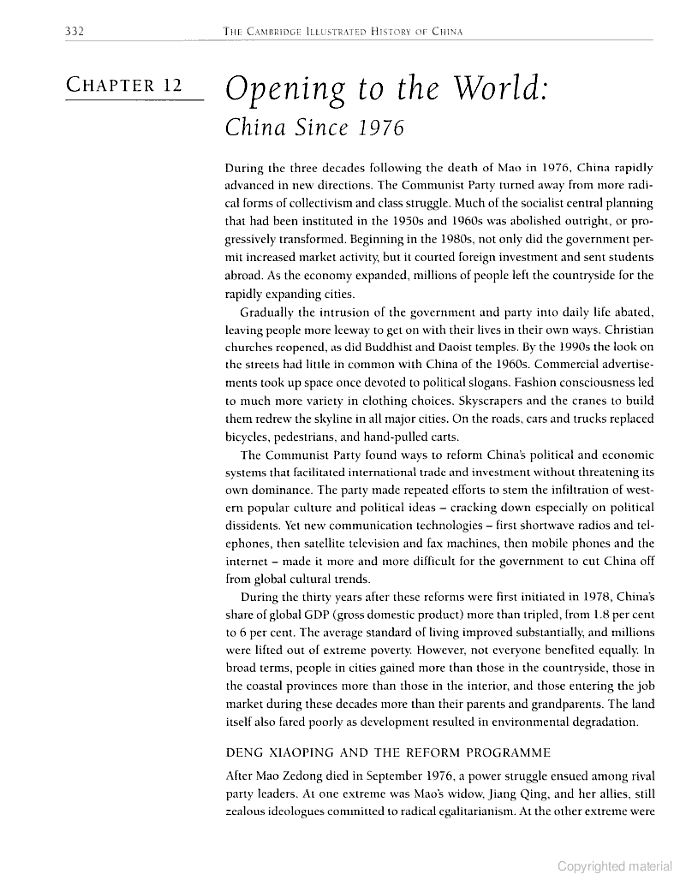 332 THE CAMBRIDGE ILLUSTRATED HISTORY OF CHINA
CHAPTER 12
Opening to the World:
China Since 1976
During the three decades following the death of Mao in 1976, China rapidly
advanced in new directions. The Communist Party turned away from more radi-
cal forms of collectivism and class struggle. Much of the socialist central planning
that had been instituted in the 1950s and 1960s was abolished outright, or pro-
gressively transformed. Beginning in the 1980s, not only did the government per-
mit increased market activity, but it courted foreign investment and sent students
abroad. As the economy expanded, millions of people left the countryside for the
rapidly expanding cities.
Gradually the intrusion of the government and party into daily life abated,
leaving people more leeway to get on with their lives in their own ways. Christian
churches reopened, as did Buddhist and Daoist temples. By the 1990s the look on
the streets had little in common with China of the 1960s. Commercial advertise-
ments took up space once devoted to political slogans. Fashion consciousness led
to much more variety in clothing choices. Skyscrapers and the cranes to build
them redrew the skyline in all major cities. On the roads, cars and trucks replaced
bicycles, pedestrians, and hand-pulled carts.
The Communist Party found ways to reform China's political and economic
systems that facilitated international trade and investment without threatening its
own dominance. The party made repeated efforts to stem the infiltration of west-
ern popular culture and political ideas – cracking down especially on political
dissidents. Yet new communication technologies – first shortwave radios and tel-
ephones, then satellite television and fax machines, then mobile phones and the
internet – made it more and more difficult for the government to cut China off
from global cultural trends.
During the thirty years after these reforms were first initiated in 1978, China's
share of global GDP (gross domestic product) more than tripled, from 1.8 per cent
to 6 per cent. The average standard of living improved substantially, and millions
were lifted out of extreme poverty. However, not everyone benefited equally. In
broad terms, people in cities gained more than those in the countryside, those in
the coastal provinces more than those in the interior, and those entering the job
market during these decades more than their parents and grandparents. The land
itself also fared poorly as development resulted in environmental degradation.
DENG XIAOPING AND THE REFORM PROGRAMME
After Mao Zedong died in September 1976, a power struggle ensued among rival
party leaders. At one extreme was Mao's widow, Jiang Qing, and her allies, still
zealous ideologues committed to radical egalitarianism. At the other extreme were
Copyrighted material